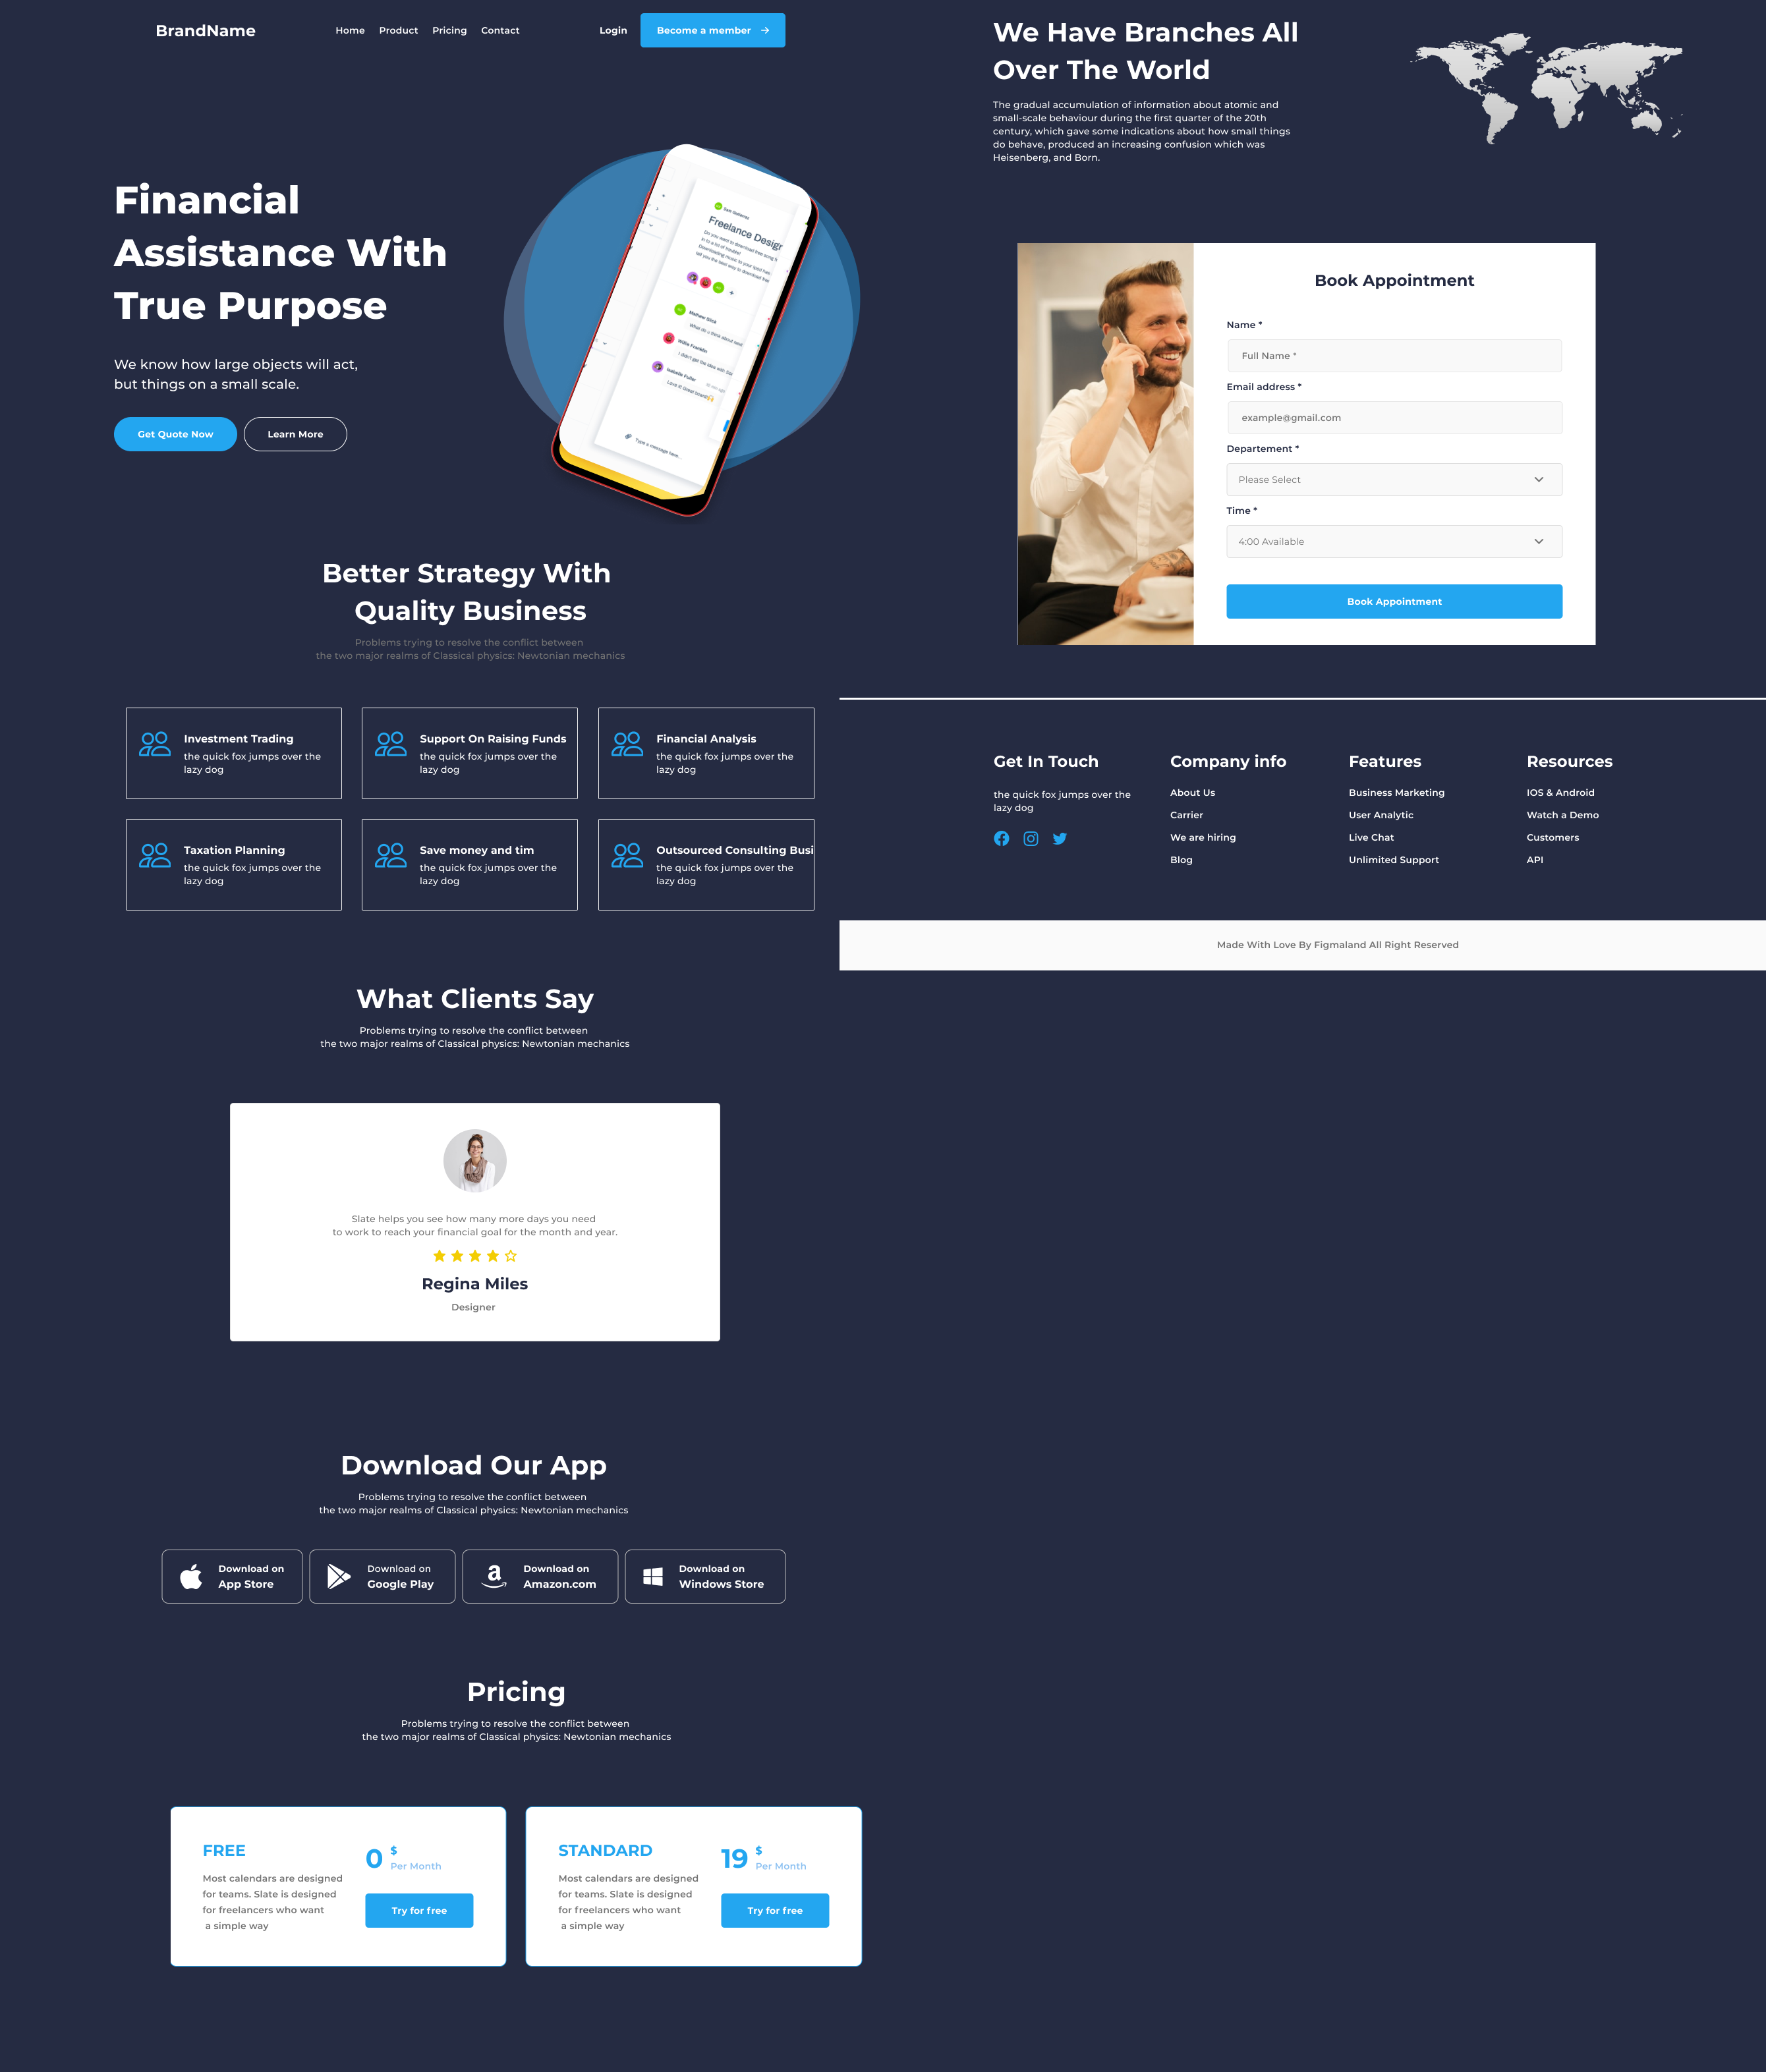 BrandName
Home Product Pricing Contact
Login
Become a member
Financial
Assistance With
True Purpose
We know how large objects will act,
but things on a small scale.
Get Quote Now
Learn More
Freelance Design
Mathew Slick
Willie Franklin
Isabelle Fuller
Love it! Great brand
Type a message here...
Better Strategy With
Quality Business
Problems trying to resolve the conflict between
the two major realms of Classical physics: Newtonian mechanics
Investment Trading
the quick fox jumps over the
lazy dog
Support On Raising Funds
the quick fox jumps over the
lazy dog
Financial Analysis
the quick fox jumps over the
lazy dog
Taxation Planning
the quick fox jumps over the
lazy dog
Save money and tim
the quick fox jumps over the
lazy dog
Outsourced Consulting Busi
the quick fox jumps over the
lazy dog
What Clients Say
Problems trying to resolve the conflict between
the two major realms of Classical physics: Newtonian mechanics
Slate helps you see how many more days you need
to work to reach your financial goal for the month and year.
Regina Miles
Designer
Download Our App
Problems trying to resolve the conflict between
the two major realms of Classical physics: Newtonian mechanics
Download on
App Store
Download on
Google Play
Download on
Amazon.com
Download on
Windows Store
Pricing
Problems trying to resolve the conflict between
the two major realms of Classical physics: Newtonian mechanics
FREE
Most calendars are designed
for teams. Slate is designed
for freelancers who want
a simple way
0 $
Per Month
Try for free
STANDARD
Most calendars are designed
for teams. Slate is designed
for freelancers who want
a simple way
19 $
Per Month
Try for free
We Have Branches All
Over The World
The gradual accumulation of information about atomic and
small-scale behaviour during the first quarter of the 20th
century, which gave some indications about how small things
do behave, produced an increasing confusion which was
Heisenberg, and Born.
Book Appointment
Name *
Full Name *
Email address *
example@gmail.com
Departement *
Please Select
Time *
4:00 Available
Book Appointment
Get In Touch
the quick fox jumps over the
lazy dog
Company info
About Us
Carrier
We are hiring
Blog
Features
Business Marketing
User Analytic
Live Chat
Unlimited Support
Resources
IOS & Android
Watch a Demo
Customers
API
Made With Love By Figmaland All Right Reserved